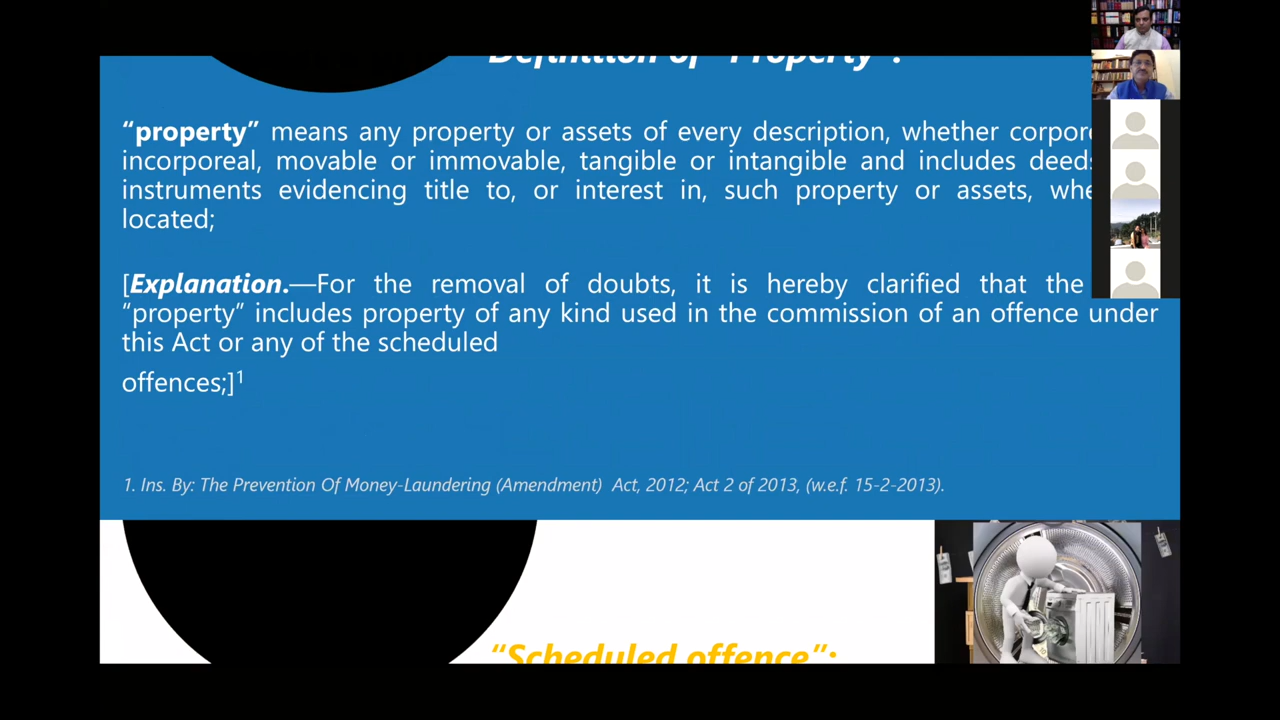 Definition of “Property”:
“property” means any property or assets of every description, whether
incorporeal, movable or immovable, tangible or intangible and includes
instruments evidencing title to, or interest in, such property or assets,
located;
[Explanation.—For the removal of doubts, it is hereby clarified that the
“property” includes property of any kind used in the commission of an offence under
this Act or any of the scheduled
offences;]1
1. Ins. By: The Prevention Of Money-Laundering (Amendment) Act, 2012; Act 2 of 2013, (w.e.f. 15-2-2013).
“Scheduled offence”: